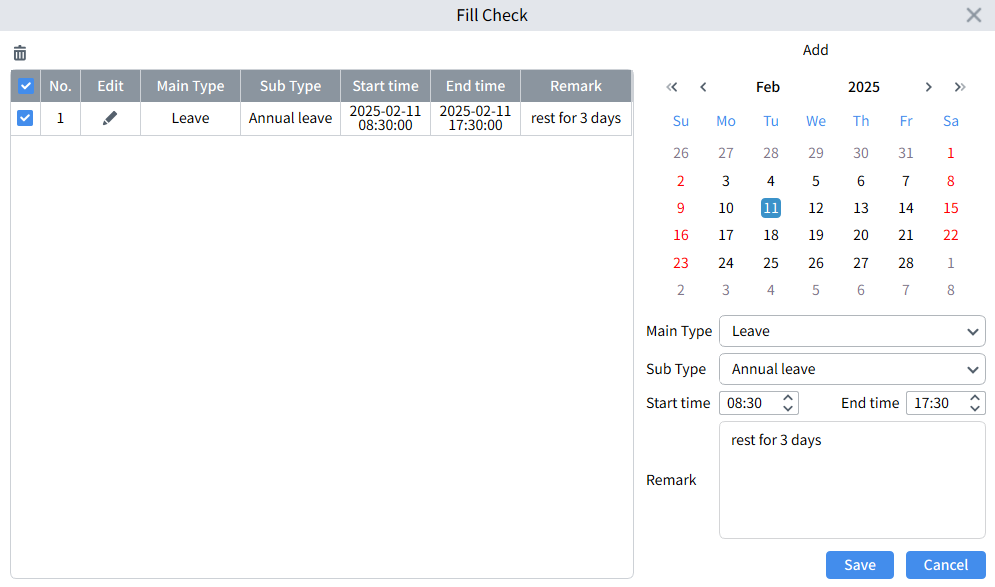 Fill Check
No. Edit Main Type Sub Type Start time End time Remark
1 Leave Annual leave 2025-02-11 08:30:00 2025-02-11 17:30:00 rest for 3 days
Add
Feb 2025
Su Mo Tu We Th Fr Sa
26 27 28 29 30 31 1
2 3 4 5 6 7 8
9 10 11 12 13 14 15
16 17 18 19 20 21 22
23 24 25 26 27 28 1
2 3 4 5 6 7 8
Main Type Leave
Sub Type Annual leave
Start time 08:30 End time 17:30
Remark rest for 3 days
Save Cancel